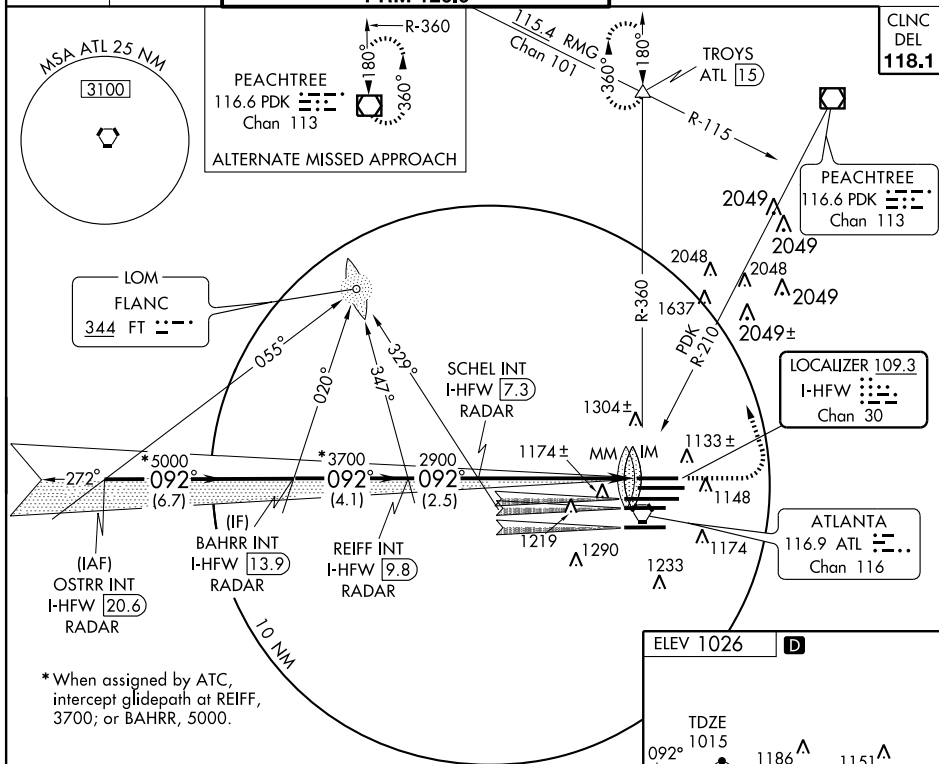 MSA ATL 25 NM
3100
R-360
180°
360°
PEACHTREE
116.6 PDK
Chan 113
ALTERNATE MISSED APPROACH
115.4 RMG
Chan 101
180°
360°
TROYS
ATL 15
R-115
CLNC
DEL
118.1
PEACHTREE
116.6 PDK
Chan 113
2049
2049
2048
2048
1637
2049
2049±
R-360
PDK
R-210
LOM
FLANC
344 FT
055°
020°
347°
329°
SCHEL INT
I-HFW 7.3
RADAR
LOCALIZER 109.3
I-HFW
Chan 30
1304±
1174±
MM
IM
1133±
272°
*5000
092°
(6.7)
*3700
092°
(4.1)
2900
092°
(2.5)
1148
1219
1290
1174
1233
ATLANTA
116.9 ATL
Chan 116
(IAF)
OSTRR INT
I-HFW 20.6
RADAR
(IF)
BAHRR INT
I-HFW 13.9
RADAR
REIFF INT
I-HFW 9.8
RADAR
10 NM
* When assigned by ATC,
intercept glidepath at REIFF,
3700; or BAHRR, 5000.
ELEV 1026
D
TDZE
1015
092°
1186
1151